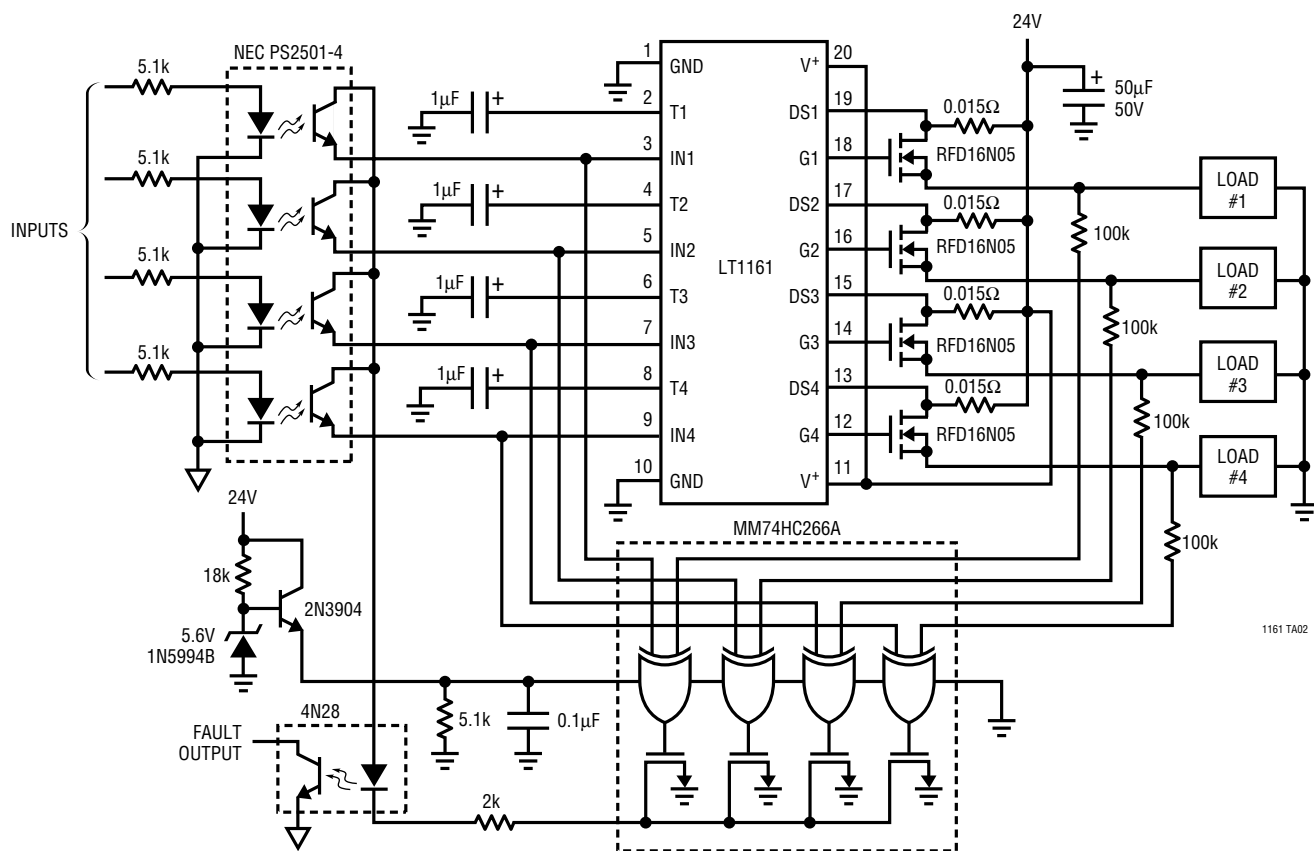 NEC PS2501-4
5.1k
5.1k
5.1k
5.1k
INPUTS
1µF
+
1µF
+
1µF
+
1µF
+
1
GND
2
T1
3
IN1
4
T2
5
IN2
6
T3
7
IN3
8
T4
9
IN4
10
GND
LT1161
20
V+
19
DS1
18
G1
17
DS2
16
G2
15
DS3
14
G3
13
DS4
12
G4
11
V+
24V
+
50µF
50V
0.015Ω
RFD16N05
0.015Ω
RFD16N05
0.015Ω
RFD16N05
0.015Ω
RFD16N05
LOAD
#1
LOAD
#2
LOAD
#3
LOAD
#4
100k
100k
100k
100k
24V
18k
2N3904
5.6V
1N5994B
MM74HC266A
1161 TA02
5.1k
0.1µF
4N28
FAULT
OUTPUT
2k